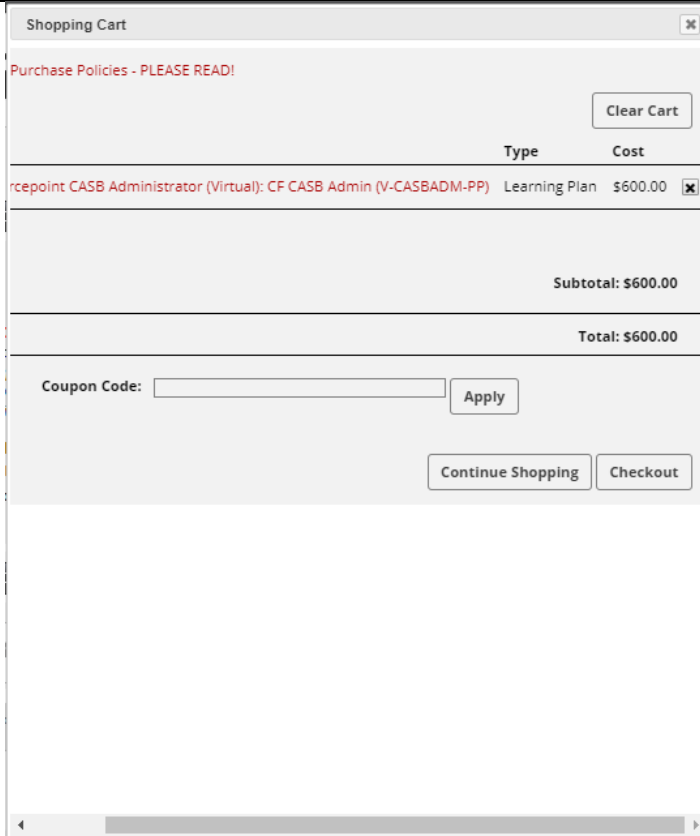 Shopping Cart
Purchase Policies - PLEASE READ!
Clear Cart
Type Cost
rcepoint CASB Administrator (Virtual): CF CASB Admin (V-CASBADM-PP) Learning Plan $600.00
Subtotal: $600.00
Total: $600.00
Coupon Code: Apply
Continue Shopping Checkout